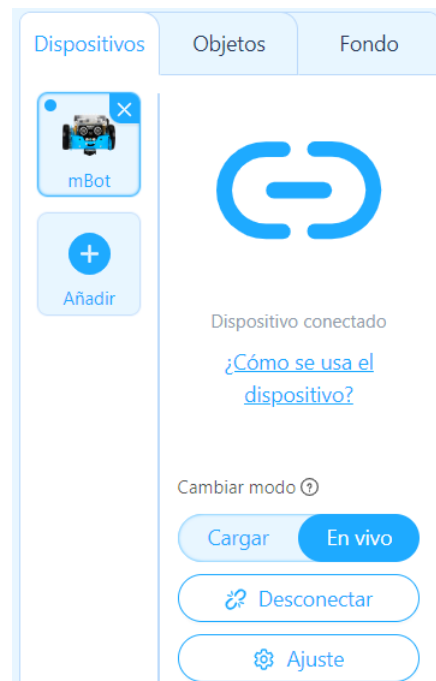 Dispositivos
Objetos
Fondo
mBot
Añadir
Dispositivo conectado
¿Cómo se usa el
dispositivo?
Cambiar modo ?
Cargar
En vivo
Desconectar
Ajuste